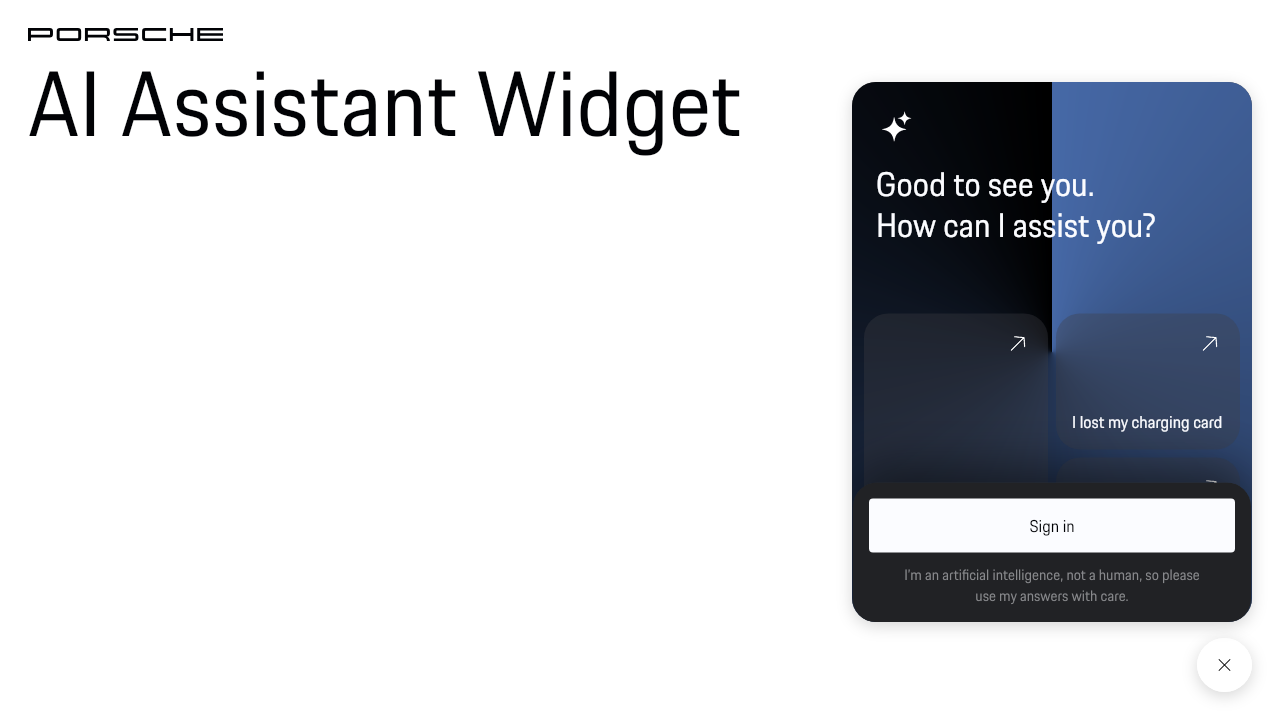 PORSCHE
AI Assistant Widget
Good to see you.
How can I assist you?
I lost my charging card
Sign in
I'm an artificial intelligence, not a human, so please
use my answers with care.